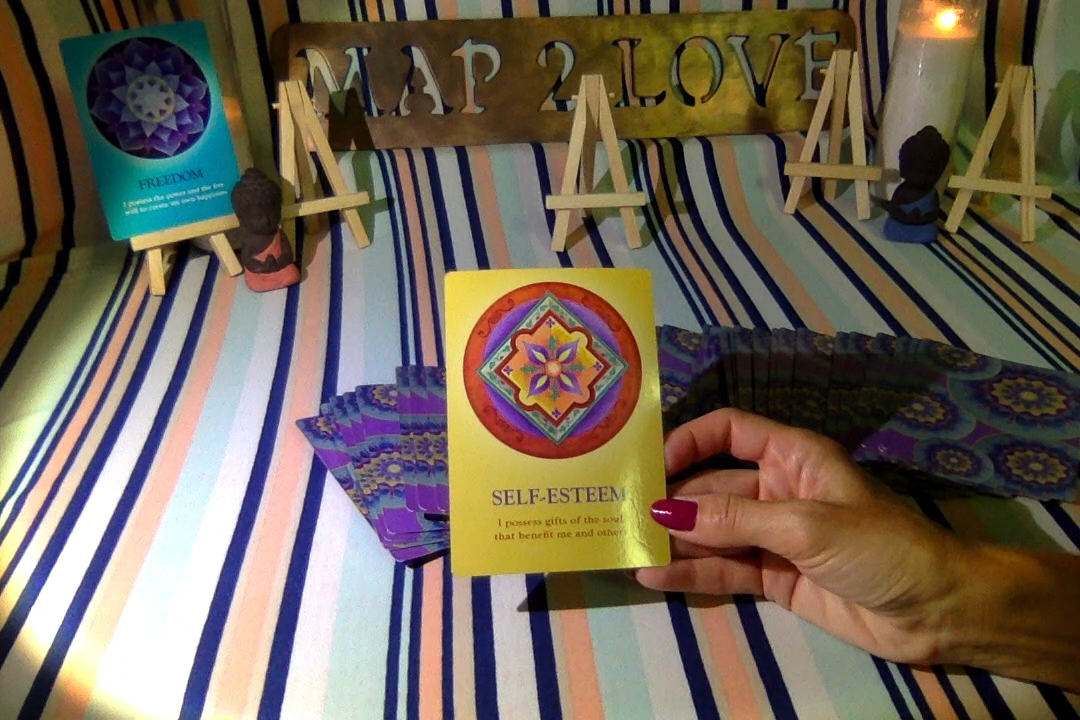 MAP 2 LOVE
FREEDOM
I possess the power and the free
will to create my own happiness
SELF-ESTEEM
I possess gifts of the soul
that benefit me and others